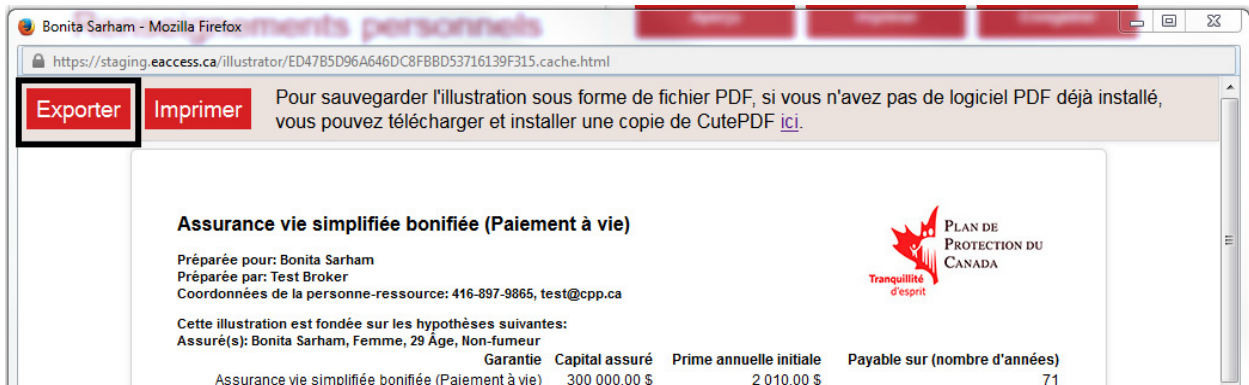 Bonita Sarham - Mozilla Firefox
https://staging.eaccess.ca/illustrator/ED47B5D96A646DC8FBBD53716139F315.cache.html
Exporter
Imprimer
Pour sauvegarder l'illustration sous forme de fichier PDF, si vous n'avez pas de logiciel PDF déjà installé,
vous pouvez télécharger et installer une copie de CutePDF ici.
Assurance vie simplifiée bonifiée (Paiement à vie)
PLAN DE
PROTECTION DU
CANADA
Tranquillité
d'esprit
Préparée pour: Bonita Sarham
Préparée par: Test Broker
Coordonnées de la personne-ressource: 416-897-9865, test@cpp.ca
Cette illustration est fondée sur les hypothèses suivantes:
Assuré(s): Bonita Sarham, Femme, 29 Âge, Non-fumeur
Garantie Capital assuré Prime annuelle initiale Payable sur (nombre d'années)
Assurance vie simplifiée bonifiée (Paiement à vie) 300 000.00 $ 2 010.00 $ 71